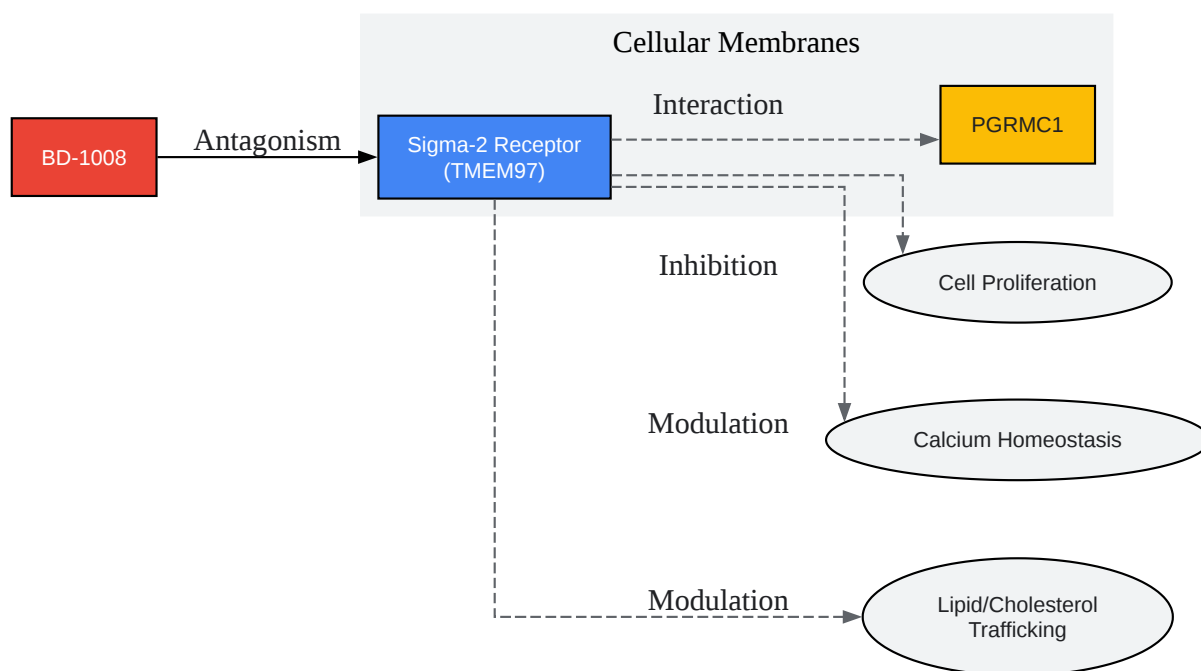 Cellular Membranes
BD-1008
Antagonism
Sigma-2 Receptor
(TMEM97)
Interaction
PGRMC1
Inhibition
Cell Proliferation
Modulation
Calcium Homeostasis
Modulation
Lipid/Cholesterol
Trafficking